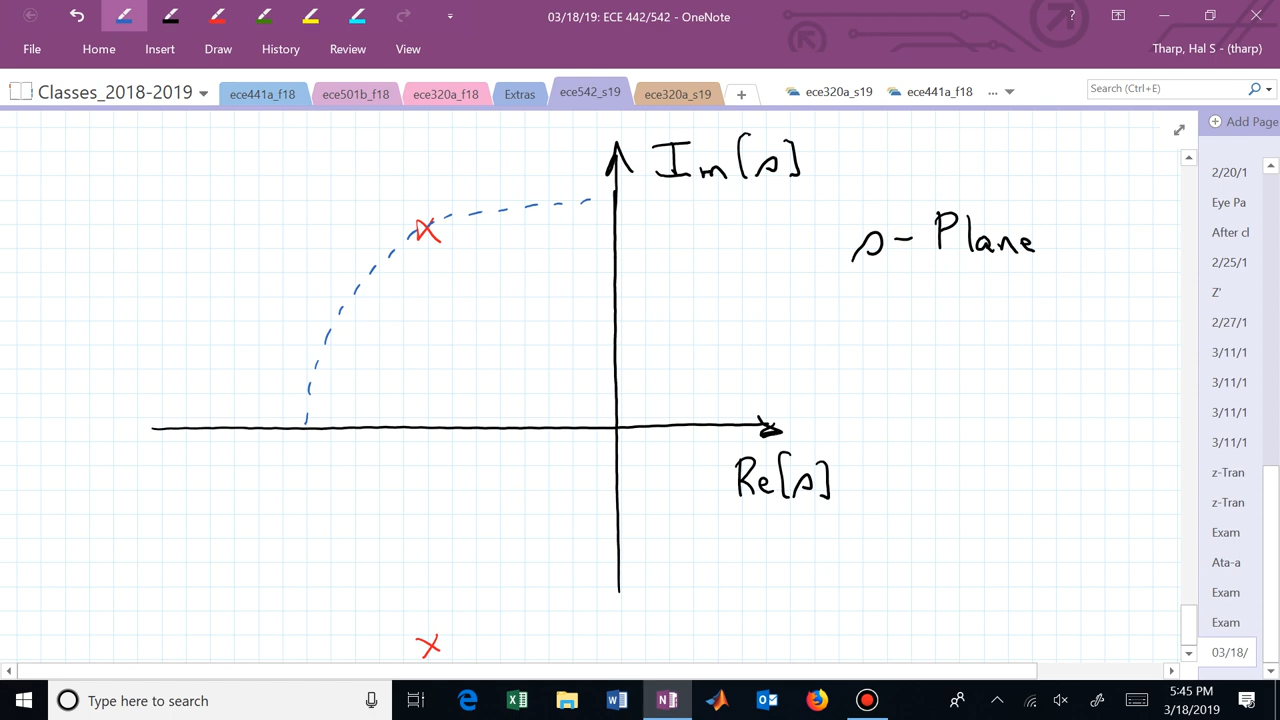 03/18/19: ECE 442/542 - OneNote
?
File
Home
Insert
Draw
History
Review
View
Tharp, Hal S - (tharp)
Classes_2018-2019
ece441a_f18
ece501b_f18
ece320a_f18
Extras
ece542_s19
ece320a_s19
+
ece320a_s19
ece441a_f18
...
Search (Ctrl+E)
Add Page
Im[s]
s-Plane
Re[s]
2/20/1
Eye Pa
After cl
2/25/1
Z'
2/27/1
3/11/1
3/11/1
3/11/1
3/11/1
z-Tran
z-Tran
Exam
Ata-a
Exam
Exam
03/18/
Type here to search
5:45 PM
3/18/2019